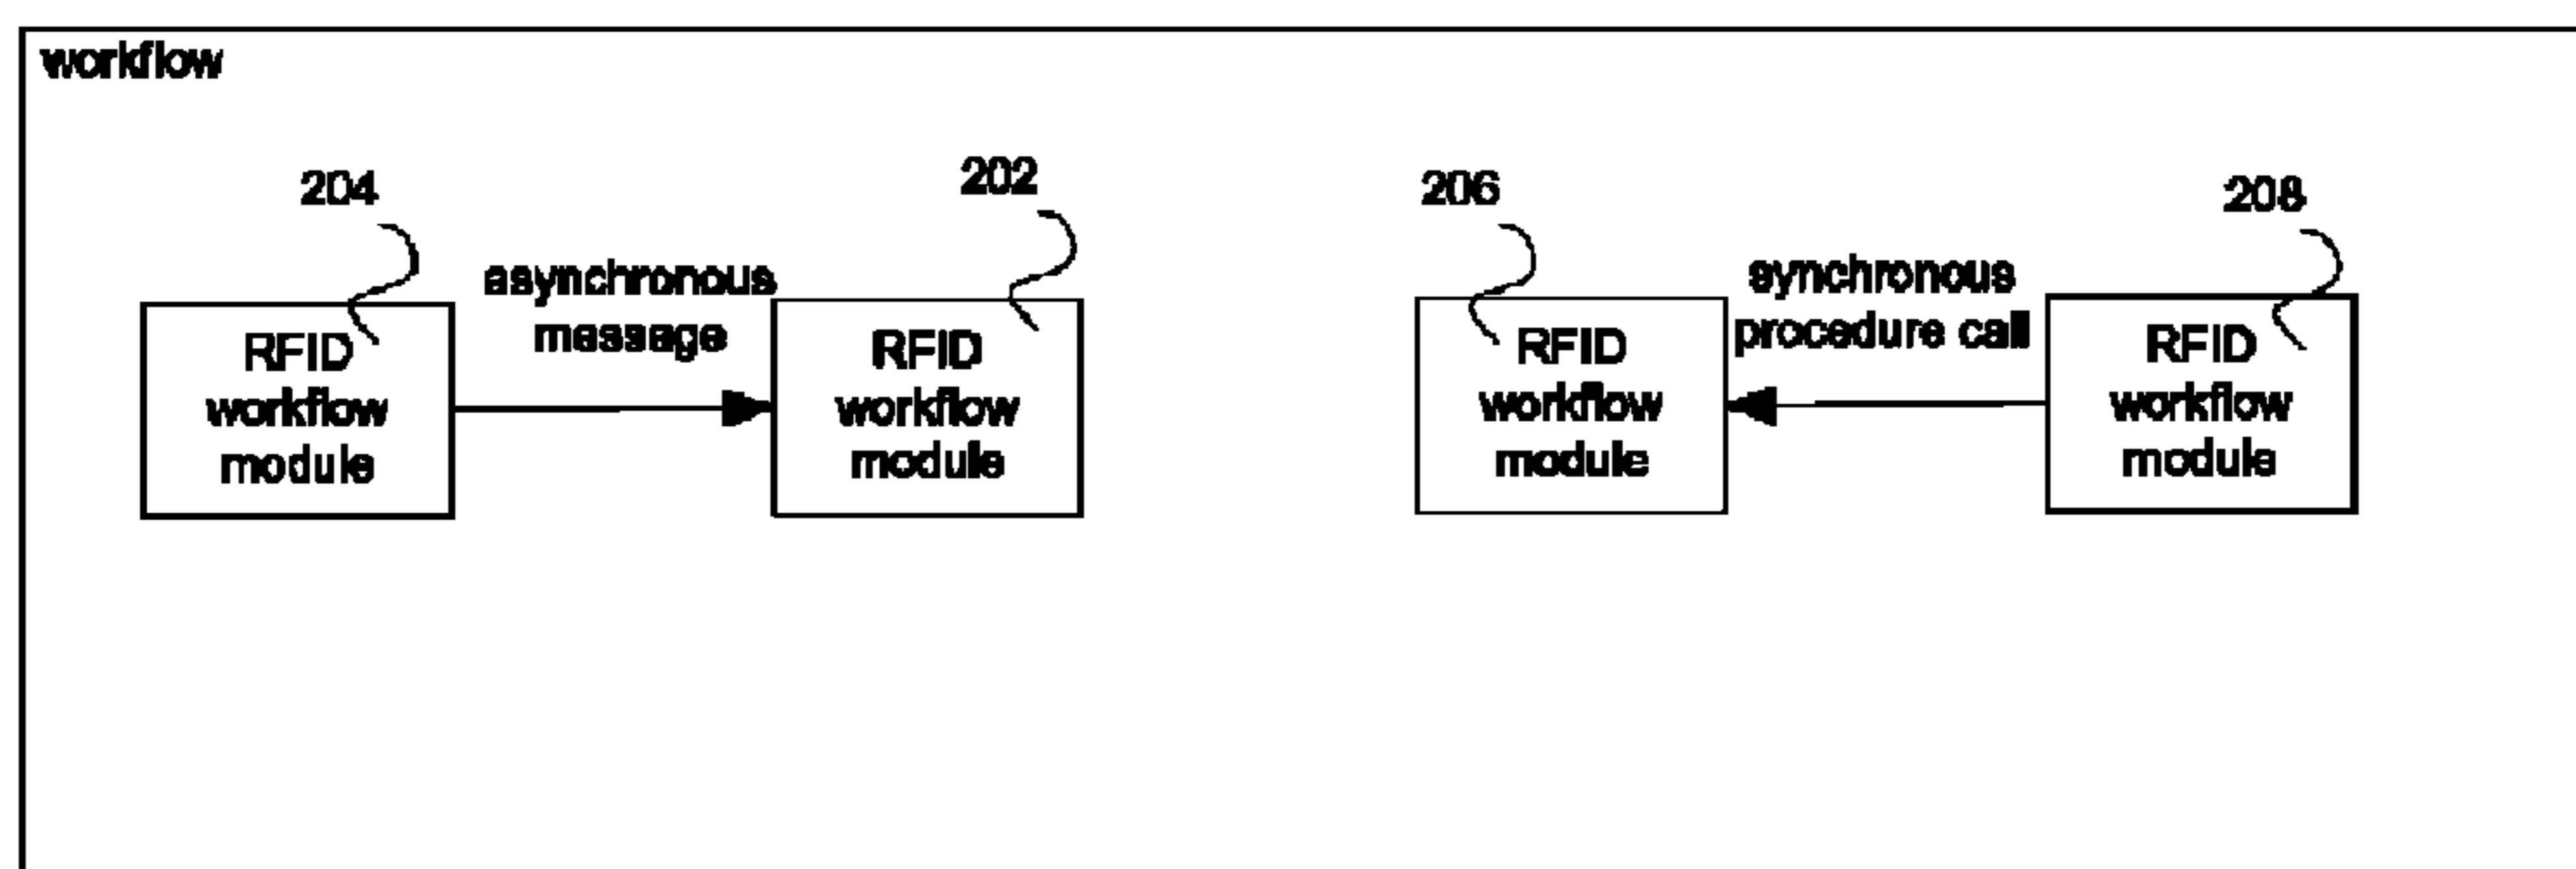 workflow
204
202
206
208
asynchronous
message
synchronous
procedure call
RFID
workflow
module
RFID
workflow
module
RFID
workflow
module
RFID
workflow
module